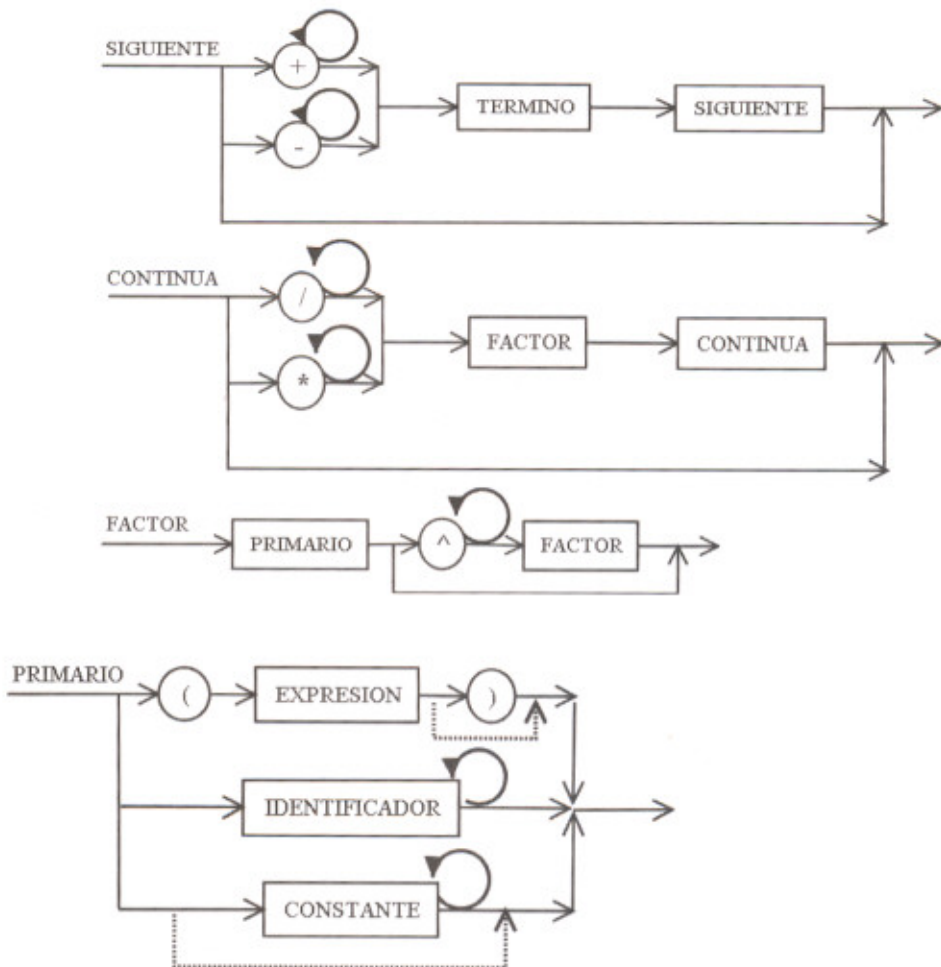 SIGUIENTE
+
-
TERMINO
SIGUIENTE
CONTINUA
/
*
FACTOR
CONTINUA
FACTOR
PRIMARIO
^
FACTOR
PRIMARIO
(
EXPRESION
)
IDENTIFICADOR
CONSTANTE